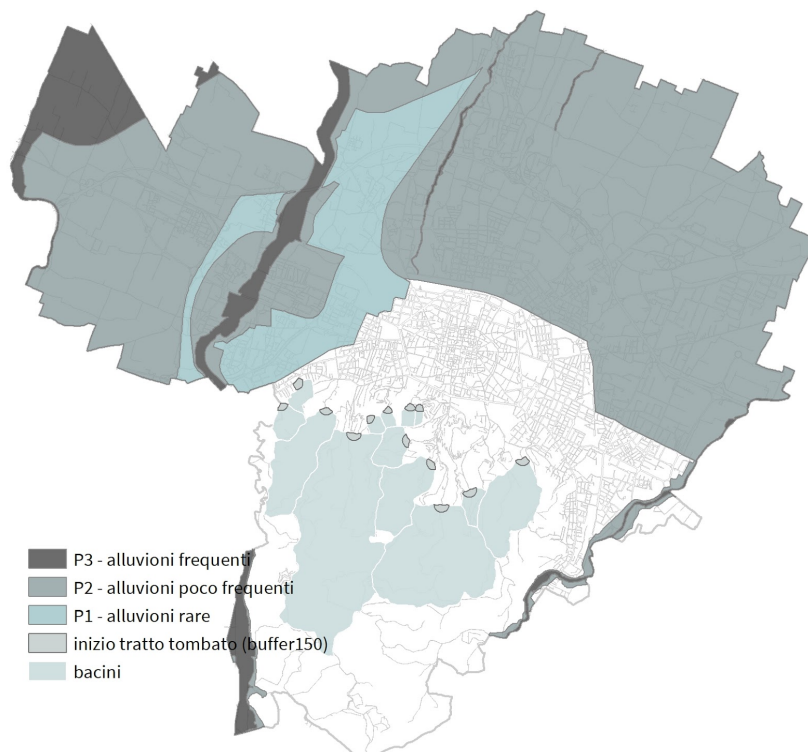 P3 - alluvioni frequenti
P2 - alluvioni poco frequenti
P1 - alluvioni rare
inizio tratto tombato (buffer150)
bacini